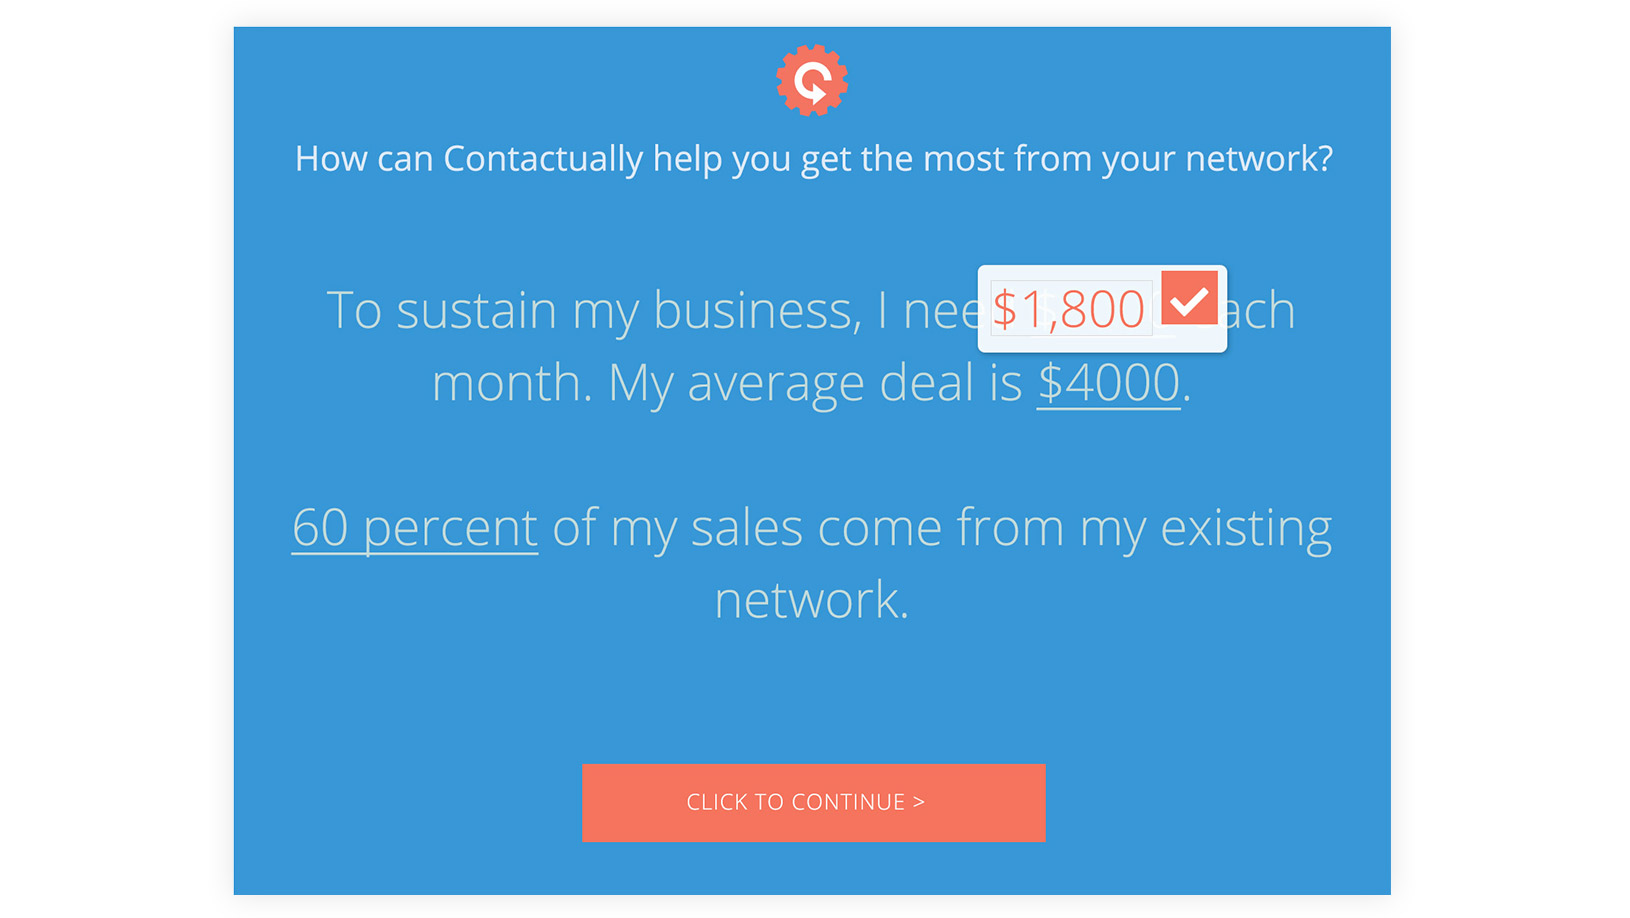 How can Contactually help you get the most from your network?
To sustain my business, I nee $1,800 ach
month. My average deal is $4000.
60 percent of my sales come from my existing
network.
CLICK TO CONTINUE >